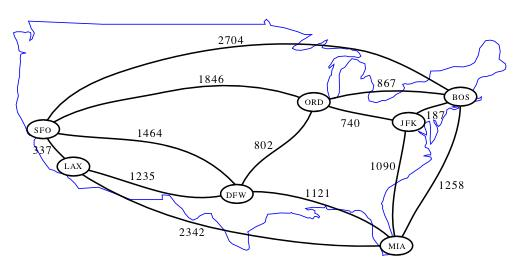 2704
1846
867
BOS
ORD
187
JFK
740
SFO
1464
337
802
LAX
1235
1090
1258
DFW
1121
2342
MIA